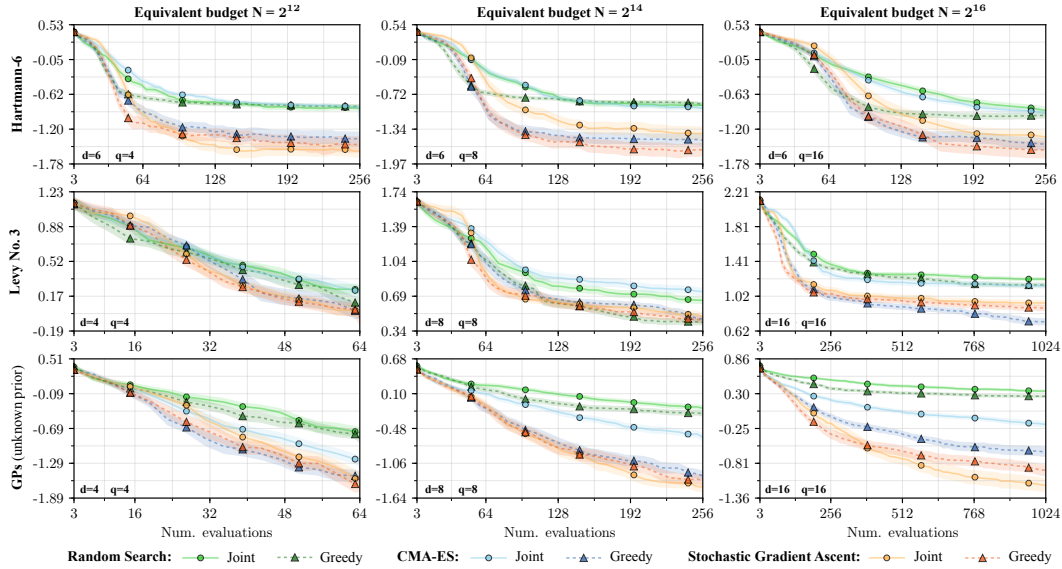 Equivalent budget N = 2^12 Equivalent budget N = 2^14 Equivalent budget N = 2^16
Hartmann-6
0.53
-0.05
-0.62
-1.20
-1.78
d=6 q=4
3 64 128 192 256
0.54
-0.09
-0.71
-1.34
-1.97
d=6 q=8
3 64 128 192 256
0.53
-0.05
-0.62
-1.20
-1.78
d=6 q=16
3 64 128 192 256
Levy No. 3
1.23
0.88
0.52
0.17
-0.19
d=4 q=4
3 16 32 48 64
1.74
1.39
1.04
0.69
0.34
d=8 q=8
3 64 128 192 256
2.21
1.81
1.41
1.02
0.62
d=16 q=16
3 256 512 768 1024
GPs (unknown prior)
0.51
-0.09
-0.69
-1.29
-1.89
d=4 q=4
3 16 32 48 64
0.68
0.10
-0.48
-1.06
-1.64
d=8 q=8
3 64 128 192 256
0.86
0.30
-0.25
-0.81
-1.36
d=16 q=16
3 256 512 768 1024
Num. evaluations Num. evaluations Num. evaluations
Random Search: Joint Greedy CMA-ES: Joint Greedy Stochastic Gradient Ascent: Joint Greedy